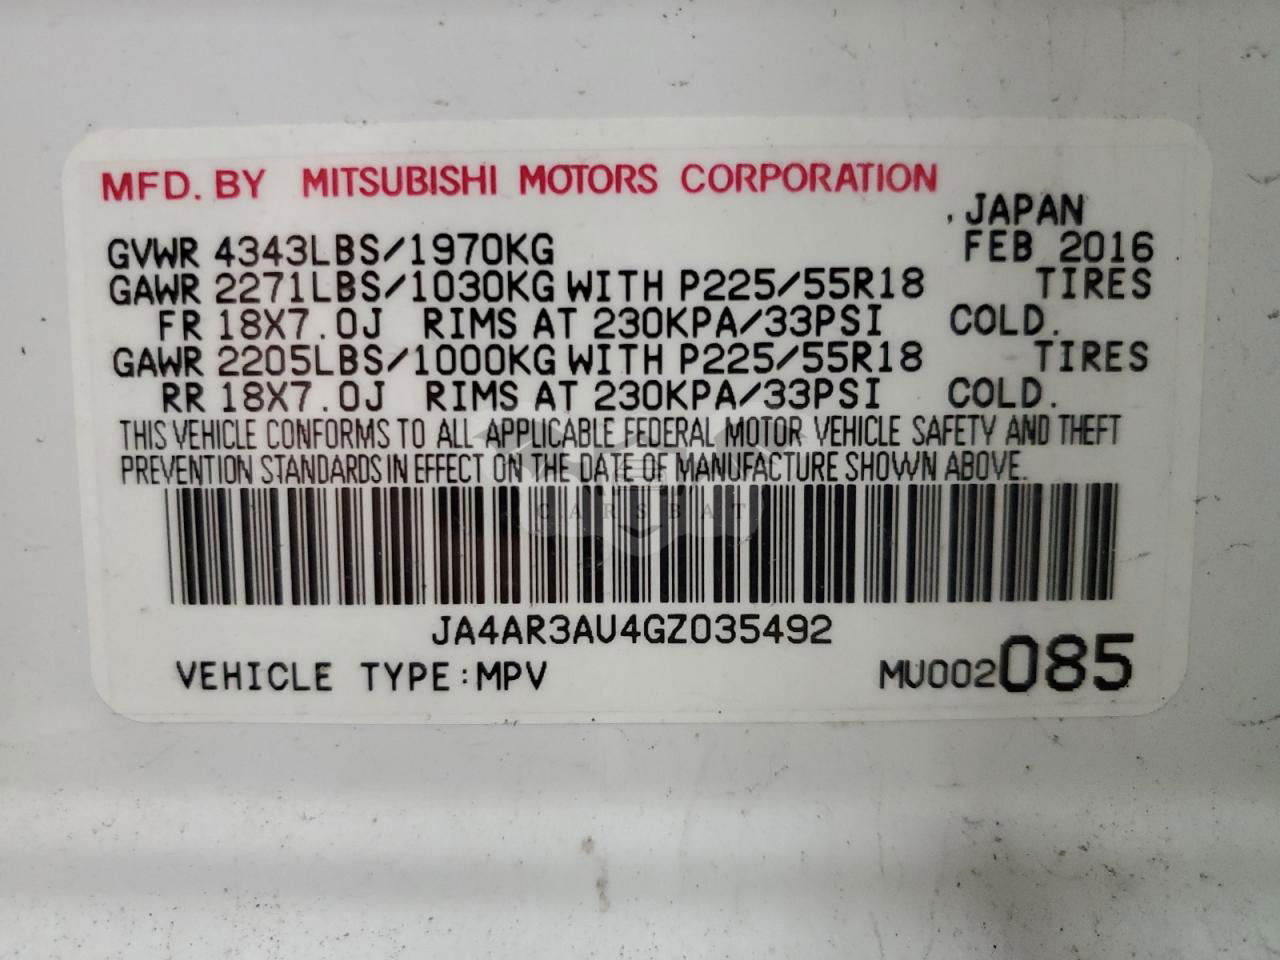 MFD. BY MITSUBISHI MOTORS CORPORATION
, JAPAN
GVWR 4343LBS/1970KG FEB 2016
GAWR 2271LBS/1030KG WITH P225/55R18 TIRES
FR 18X7.0J RIMS AT 230KPA/33PSI COLD.
GAWR 2205LBS/1000KG WITH P225/55R18 TIRES
RR 18X7.0J RIMS AT 230KPA/33PSI COLD.
THIS VEHICLE CONFORMS TO ALL APPLICABLE FEDERAL MOTOR VEHICLE SAFETY AND THEFT
PREVENTION STANDARDS IN EFFECT ON THE DATE OF MANUFACTURE SHOWN ABOVE.
CARSBAT
JA4AR3AU4GZ035492
VEHICLE TYPE:MPV MU002085